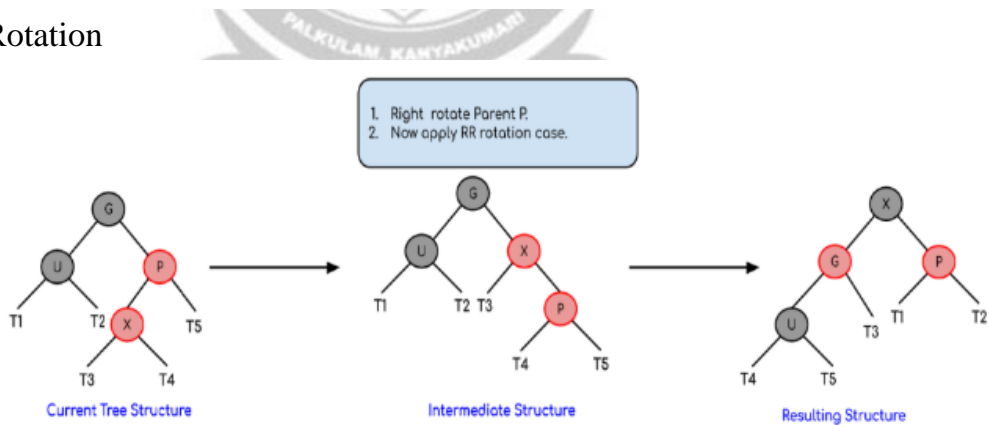 PALKULAM, KANYAKUMARI
Rotation
1. Right rotate Parent P.
2. Now apply RR rotation case.
G
U
P
T1
T2
X
T5
T3
T4
Current Tree Structure
G
U
X
T1
T2
T3
P
T4
T5
Intermediate Structure
X
G
P
U
T3
T1
T2
T4
T5
Resulting Structure